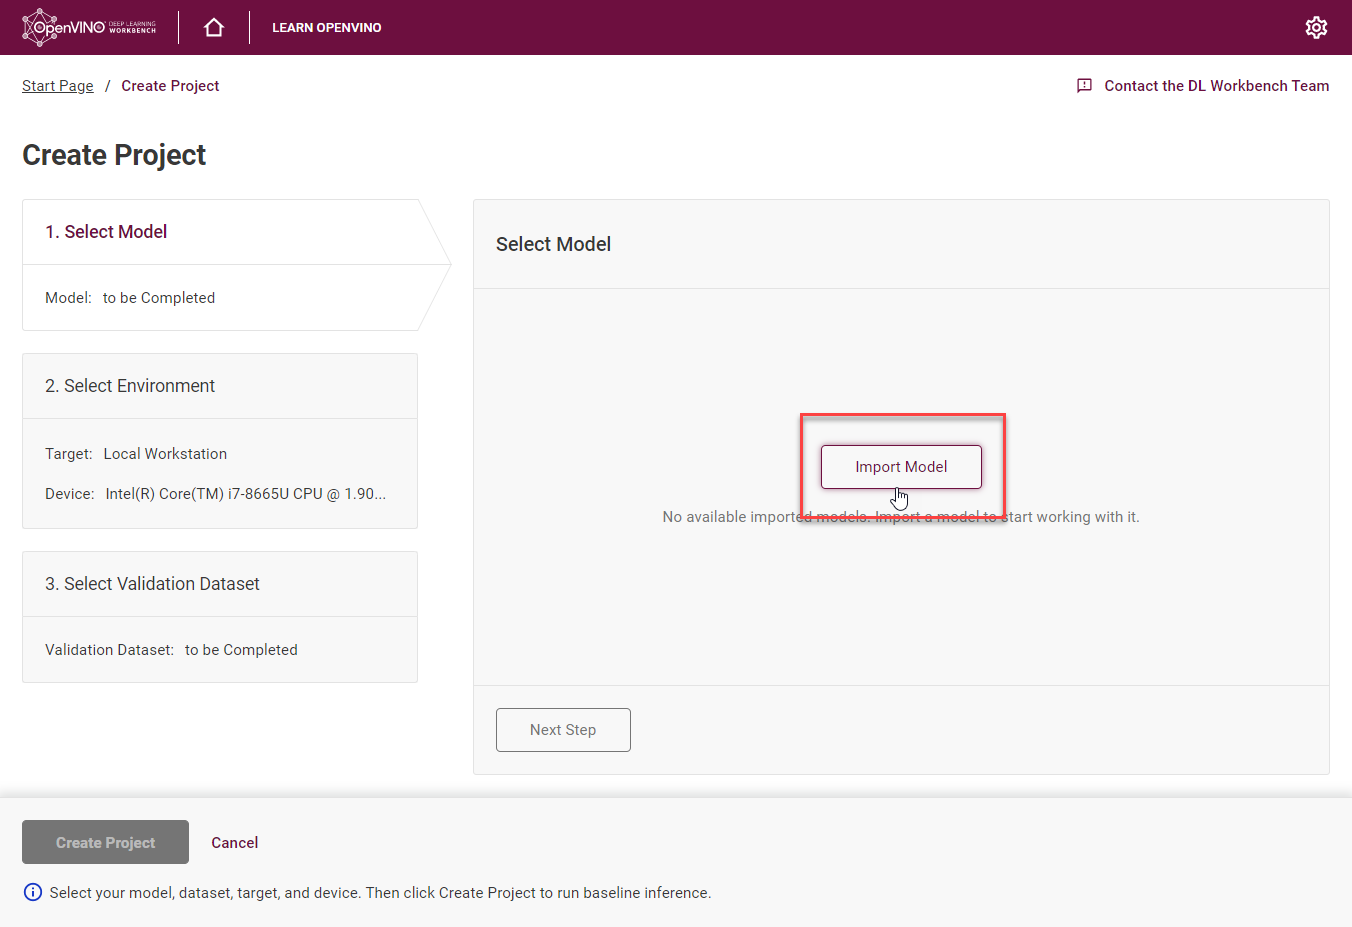 OpenVINO DEEP LEARNING WORKBENCH
LEARN OPENVINO
Start Page / Create Project
Contact the DL Workbench Team
Create Project
1. Select Model
Model: to be Completed
2. Select Environment
Target: Local Workstation
Device: Intel(R) Core(TM) i7-8665U CPU @ 1.90...
3. Select Validation Dataset
Validation Dataset: to be Completed
Select Model
Import Model
No available imported models. Import a model to start working with it.
Next Step
Create Project
Cancel
Select your model, dataset, target, and device. Then click Create Project to run baseline inference.